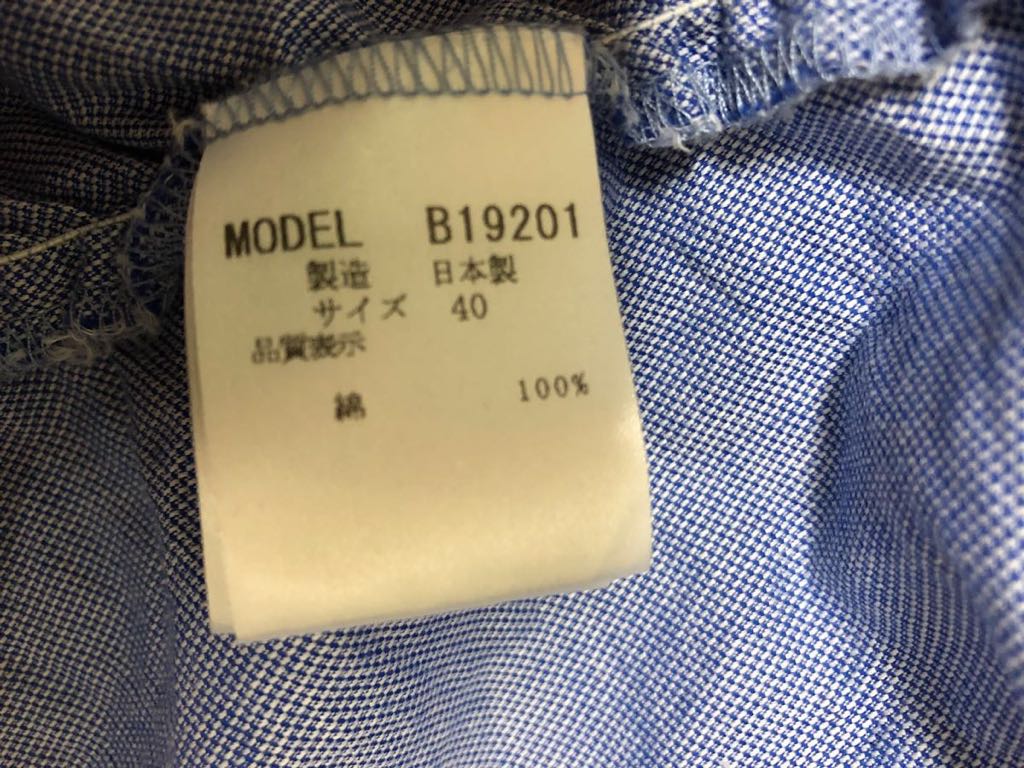 MODEL B19201
製造 日本製
サイズ 40
品質表示
綿 100%